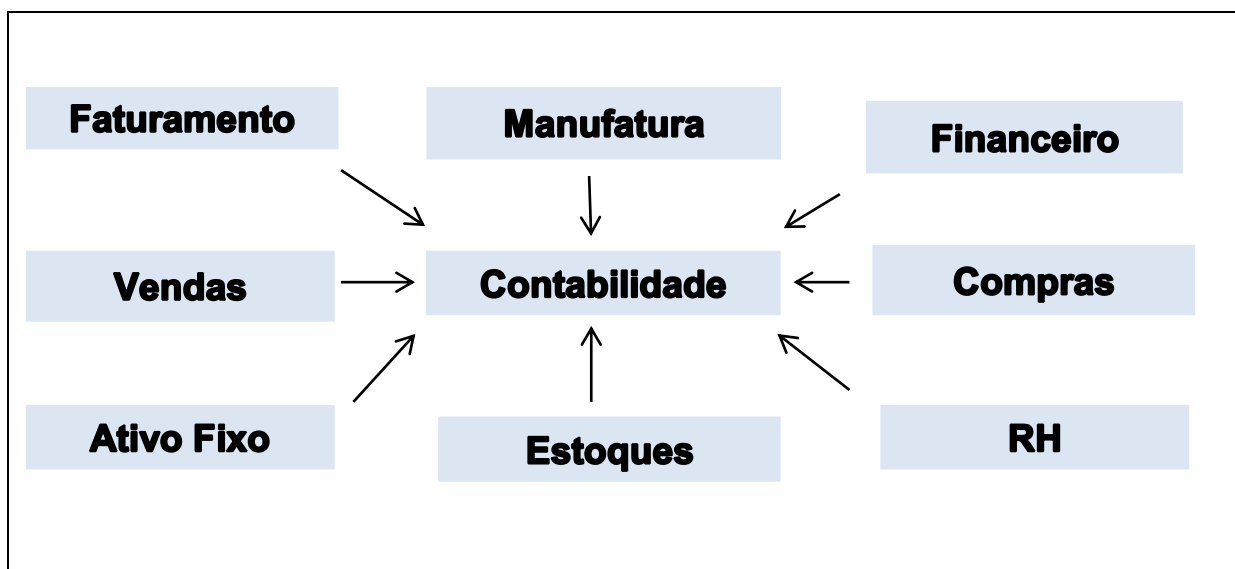 Faturamento
Manufatura
Financeiro
Vendas
Contabilidade
Compras
Ativo Fixo
Estoques
RH